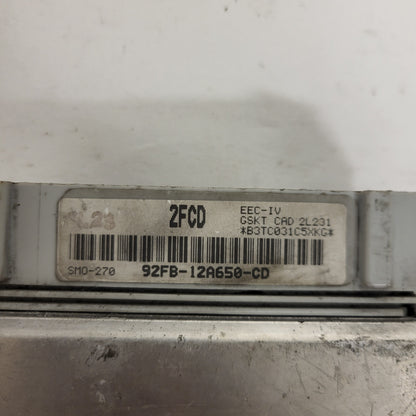 2FCD
EEC-IV
GSKT CAD 2L231
*B3TC031C5XKG*
SMO-270
92FB-12A650-CD